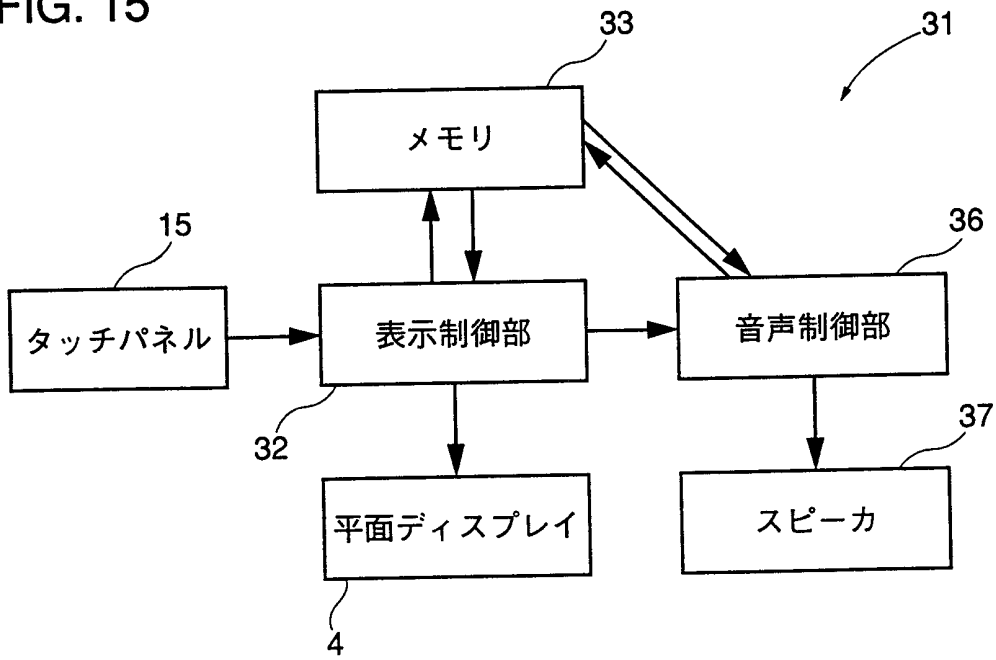 FIG. 15
33
31
メモリ
15
36
タッチパネル
表示制御部
音声制御部
32
37
平面ディスプレイ
スピーカ
4